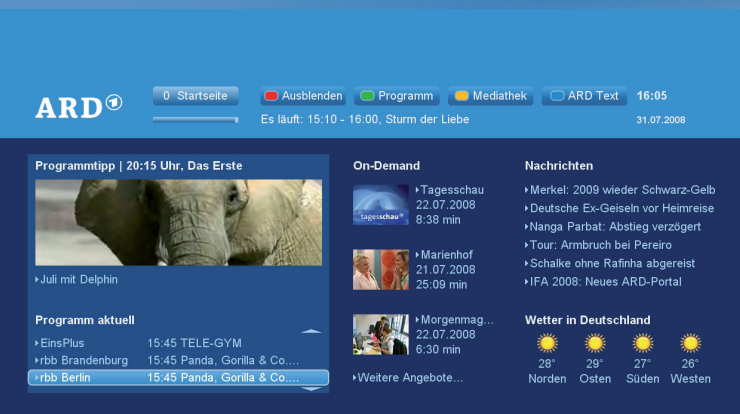 ARD 1
0 Startseite
Ausblenden
Programm
Mediathek
ARD Text
16:05
Es läuft: 15:10 - 16:00, Sturm der Liebe
31.07.2008
Programmtipp | 20:15 Uhr, Das Erste
Juli mit Delphin
Programm aktuell
EinsPlus 15:45 TELE-GYM
rbb Brandenburg 15:45 Panda, Gorilla & Co....
rbb Berlin 15:45 Panda, Gorilla & Co....
On-Demand
tagesschau
Tagesschau
22.07.2008
8:38 min
Marienhof
21.07.2008
25:09 min
Morgenmag...
22.07.2008
6:30 min
Weitere Angebote...
Nachrichten
Merkel: 2009 wieder Schwarz-Gelb
Deutsche Ex-Geiseln vor Heimreise
Nanga Parbat: Abstieg verzögert
Tour: Armbruch bei Pereiro
Schalke ohne Rafinha abgereist
IFA 2008: Neues ARD-Portal
Wetter in Deutschland
28° 29° 27° 26°
Norden Osten Süden Westen